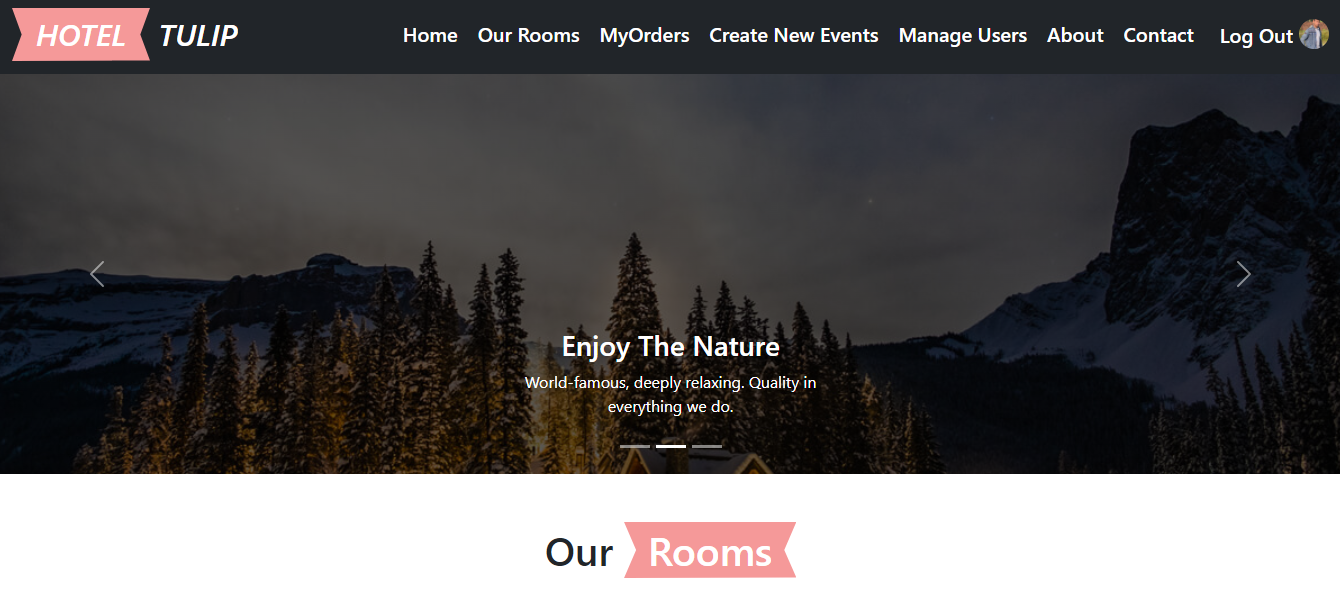 HOTEL TULIP Home Our Rooms MyOrders Create New Events Manage Users About Contact Log Out
Enjoy The Nature
World-famous, deeply relaxing. Quality in
everything we do.
Our Rooms